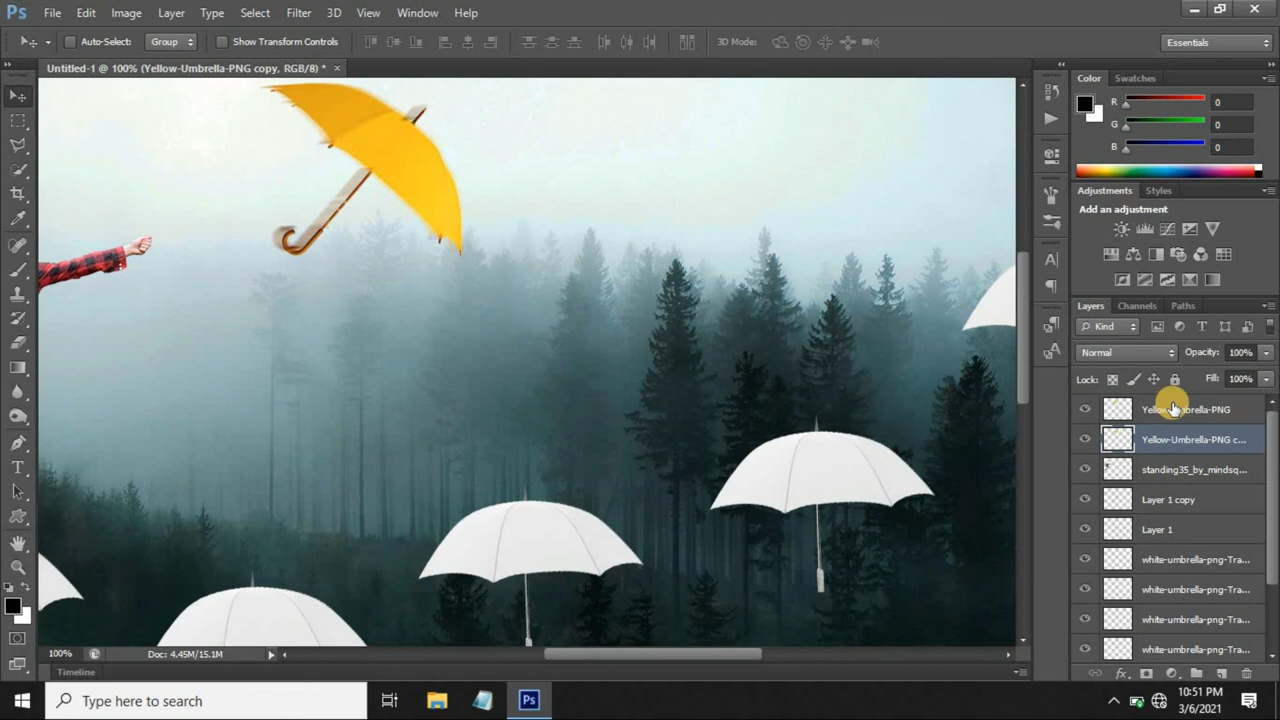 Ps File Edit Image Layer Type Select Filter 3D View Window Help
Auto-Select: Group Show Transform Controls 3D Mode: Essentials
Untitled-1 @ 100% (Yellow-Umbrella-PNG copy, RGB/8) * ×
Color Swatches
R 0
G 0
B 0
Adjustments Styles
Add an adjustment
Layers Channels Paths
Kind
Normal Opacity: 100%
Lock: Fill: 100%
Yellow-Umbrella-PNG
Yellow-Umbrella-PNG c...
standing35_by_mindsq...
Layer 1 copy
Layer 1
white-umbrella-png-Tra...
white-umbrella-png-Tra...
white-umbrella-png-Tra...
white-umbrella-png-Tra...
100% Doc: 4.45M/15.1M
Timeline
Type here to search
Ps
10:51 PM
3/6/2021